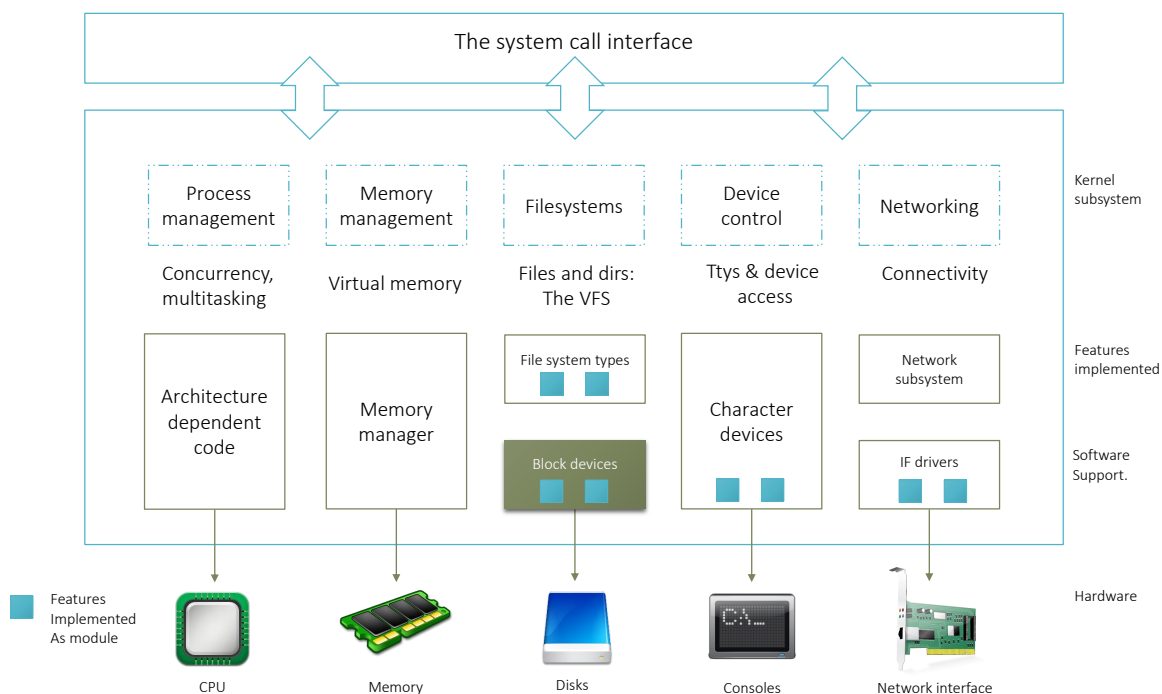 The system call interface
Process
management
Memory
management
Filesystems
Device
control
Networking
Kernel
subsystem
Concurrency,
multitasking
Virtual memory
Files and dirs:
The VFS
Ttys & device
access
Connectivity
Architecture
dependent
code
Memory
manager
File system types
Block devices
Character
devices
Network
subsystem
IF drivers
Features
implemented
Software
Support.
Features
Implemented
As module
C:\_
Hardware
CPU
Memory
Disks
Consoles
Network interface